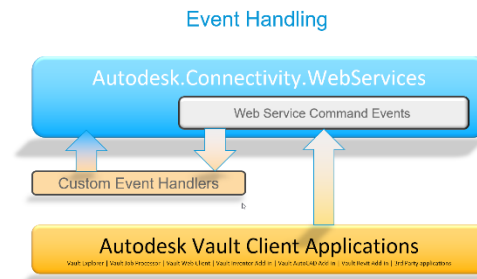 Event Handling
Autodesk.Connectivity.WebServices
Web Service Command Events
Custom Event Handlers
b
Autodesk Vault Client Applications
Vault Explorer | Vault Job Processor | Vault Web Client | Vault Inventor Add in | Vault AutoCAD Add in | Vault Revit Add in | 3rd Party applications